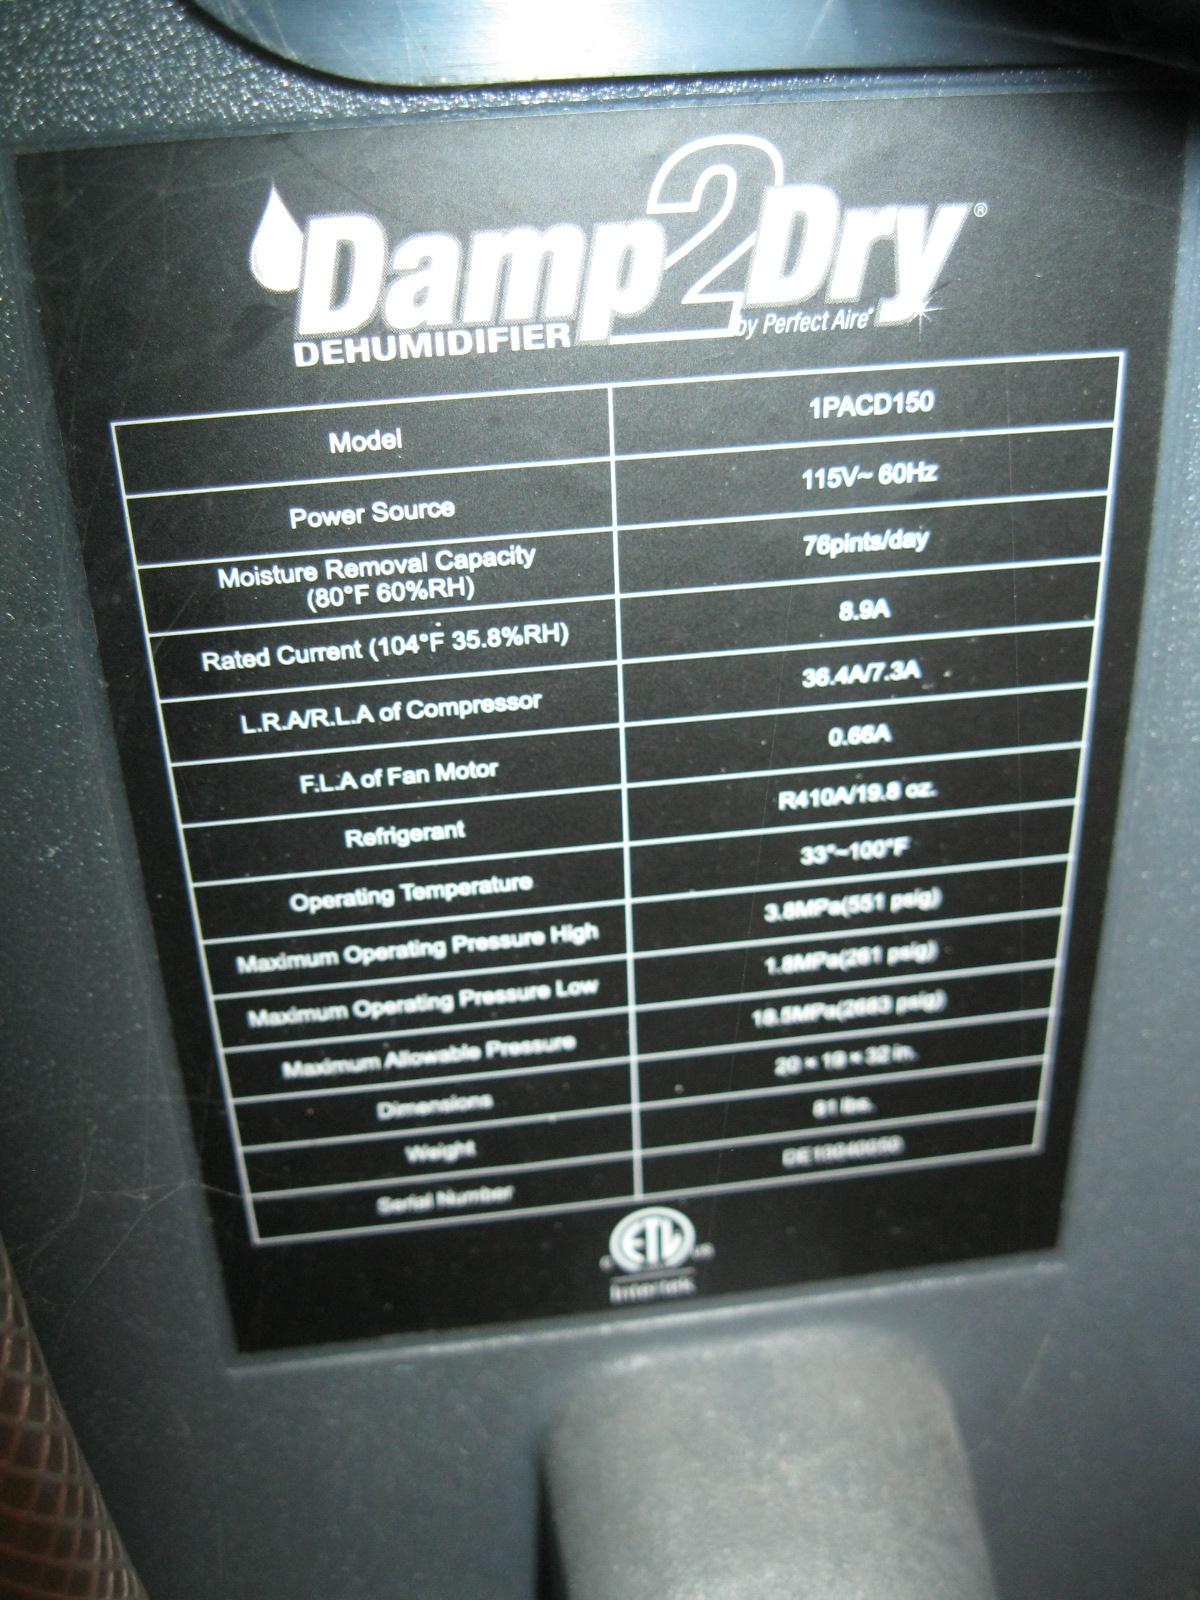 Damp2Dry®
DEHUMIDIFIER by Perfect Aire®
Model 1PACD150
Power Source 115V~ 60Hz
Moisture Removal Capacity
(80°F 60%RH) 76pints/day
Rated Current (104°F 35.8%RH) 8.9A
L.R.A/R.L.A of Compressor 36.4A/7.3A
F.L.A of Fan Motor 0.66A
Refrigerant R410A/19.8 oz.
Operating Temperature 33°~100°F
Maximum Operating Pressure High 3.8MPa(551 psig)
Maximum Operating Pressure Low 1.8MPa(261 psig)
Maximum Allowable Pressure 18.5MPa(2683 psig)
Dimensions
Weight 81 lbs.
Serial Number
ETL
Intertek